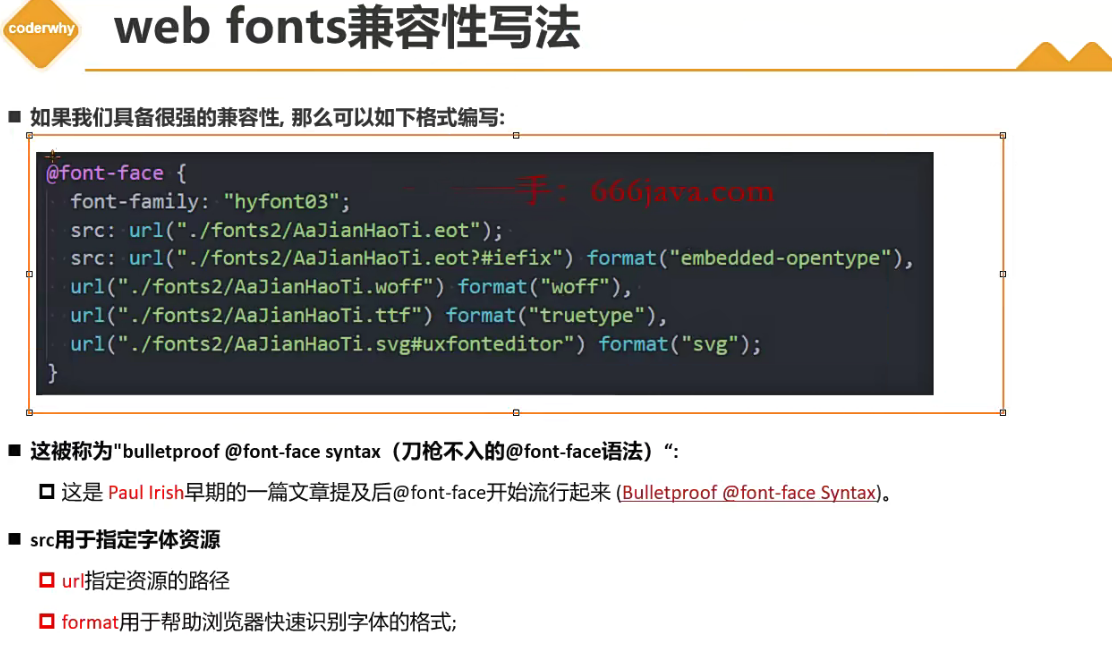 coderwhy
web fonts兼容性写法
如果我们具备很强的兼容性, 那么可以如下格式编写:
@font-face {
font-family: "hyfont03";
手：666java.com
src: url("./fonts2/AaJianHaoTi.eot");
src: url("./fonts2/AaJianHaoTi.eot?#iefix") format("embedded-opentype"),
url("./fonts2/AaJianHaoTi.woff") format("woff"),
url("./fonts2/AaJianHaoTi.ttf") format("truetype"),
url("./fonts2/AaJianHaoTi.svg#uxfonteditor") format("svg");
}
这被称为"bulletproof @font-face syntax（刀枪不入的@font-face语法）“:
这是 Paul Irish早期的一篇文章提及后@font-face开始流行起来 (Bulletproof @font-face Syntax)。
src用于指定字体资源
url指定资源的路径
format用于帮助浏览器快速识别字体的格式;